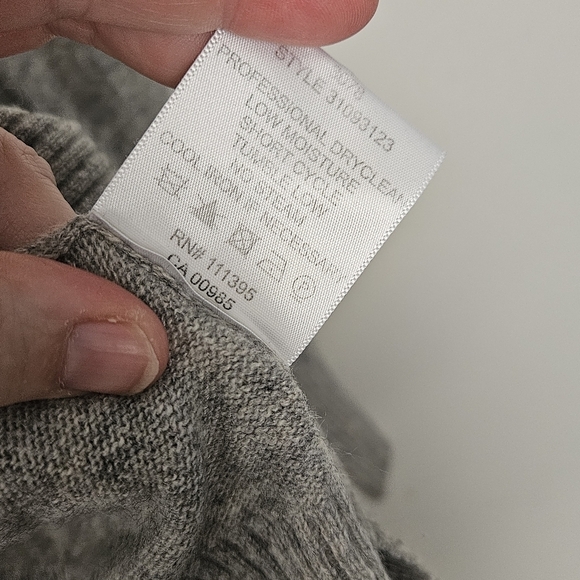 STYLE 31093123
PROFESSIONAL DRYCLEAN
LOW MOISTURE
SHORT CYCLE
TUMBLE LOW
NO STEAM
COOL IRON IF NECESSARY
P
RN# 111395
CA 00985